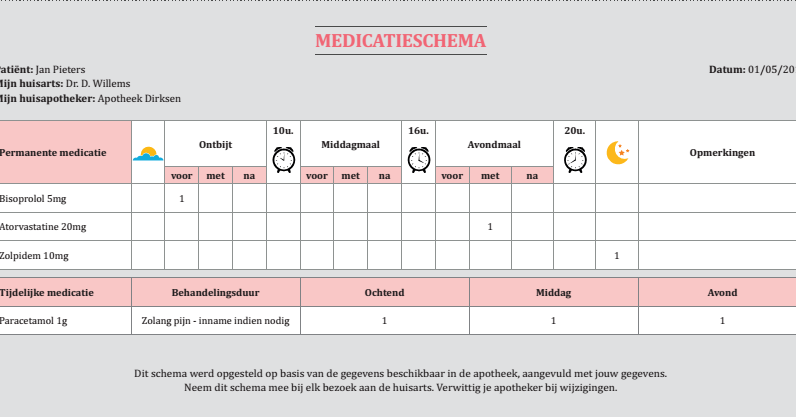 MEDICATIESCHEMA
Patiënt: Jan Pieters
Mijn huisarts: Dr. D. Willems
Mijn huisapotheker: Apotheek Dirksen
Datum: 01/05/20
Permanente medicatie Ontbijt 10u. Middagmaal 16u. Avondmaal 20u. Opmerkingen
voor met na voor met na voor met na
Bisoprolol 5mg 1
Atorvastatine 20mg 1
Zolpidem 10mg 1
Tijdelijke medicatie Behandelingsduur Ochtend Middag Avond
Paracetamol 1g Zolang pijn - inname indien nodig 1 1 1
Dit schema werd opgesteld op basis van de gegevens beschikbaar in de apotheek, aangevuld met jouw gegevens.
Neem dit schema mee bij elk bezoek aan de huisarts. Verwittig je apotheker bij wijzigingen.